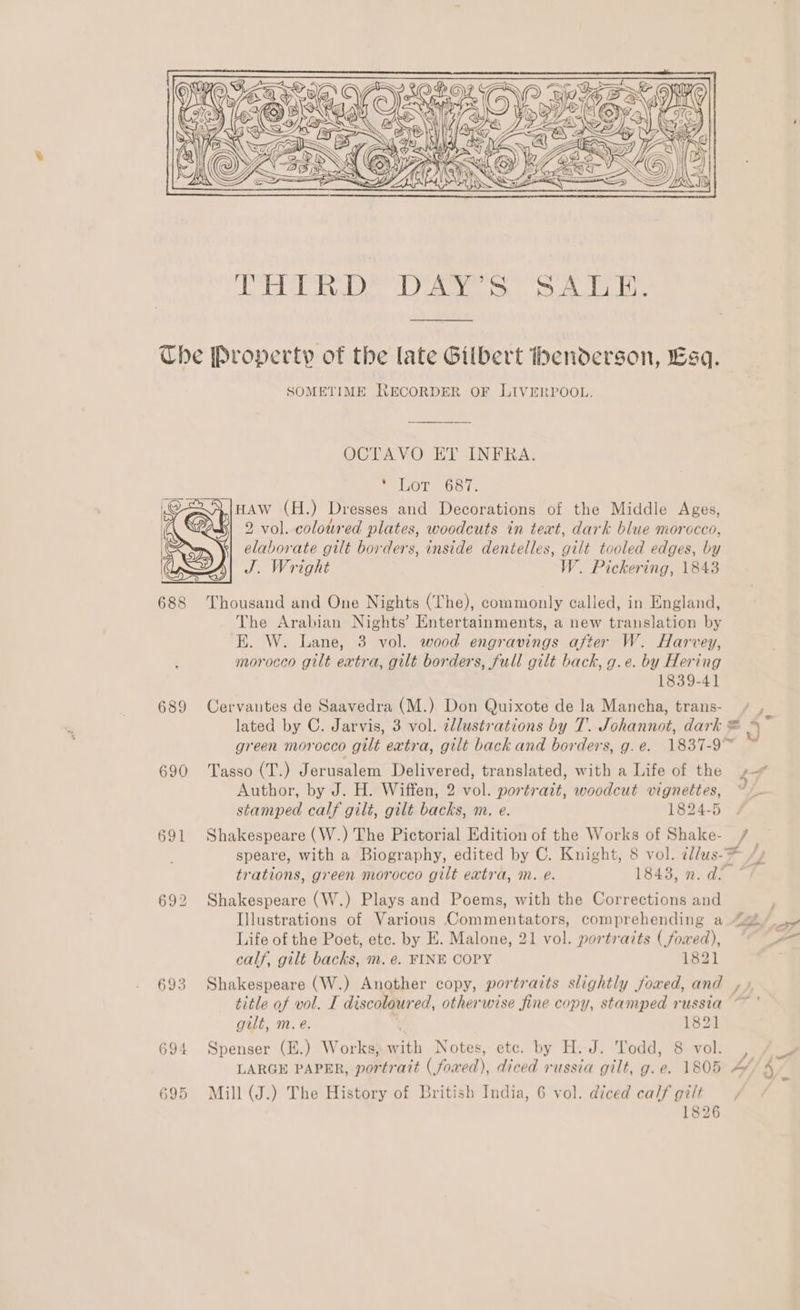 THIRD DAY'S SALE.
The Property of the late Gilbert Henderson, Esq.
SOMETIME RECORDER OF LIVERPOOL.
OCTAVO ET INFRA.
LOT 687.
SHAW (H.) Dresses and Decorations of the Middle Ages,
2 vol. coloured plates, woodcuts in text, dark blue morocco,
elaborate gilt borders, inside dentelles, gilt tooled edges, by
J. Wright W. Pickering, 1843
688 Thousand and One Nights (The), commonly called, in England,
The Arabian Nights' Entertainments, a new translation by
E. W. Lane, 3 vol. wood engravings after W. Harvey,
morocco gilt extra, gilt borders, full gilt back, g. e. by Hering
1839-41
689 Cervantes de Saavedra (M.) Don Quixote de la Mancha, trans-
lated by C. Jarvis, 3 vol. illustrations by T. Johannot, dark
green morocco gilt extra, gilt back and borders, g. e. 1837-9
690 Tasso (T.) Jerusalem Delivered, translated, with a Life of the
Author, by J. H. Wiffen, 2 vol. portrait, woodcut vignettes,
stamped calf gilt, gilt backs, m. e. 1824-5
691 Shakespeare (W.) The Pictorial Edition of the Works of Shake-
speare, with a Biography, edited by C. Knight, 8 vol. illus-
trations, green morocco gilt extra, m. e. 1843, n. d.
692 Shakespeare (W.) Plays and Poems, with the Corrections and
Illustrations of Various Commentators, comprehending a
Life of the Poet, etc. by E. Malone, 21 vol. portraits (foxed),
calf, gilt backs, m. e. FINE COPY 1821
693 Shakespeare (W.) Another copy, portraits slightly foxed, and
title of vol. I discoloured, otherwise fine copy, stamped russia
gilt, m. e. 1821
694 Spenser (E.) Works, with Notes, etc. by H. J. Todd, 8 vol.
LARGE PAPER, portrait (foxed), diced russia gilt, g. e. 1805
695 Mill (J.) The History of British India, 6 vol. diced calf gilt
1826